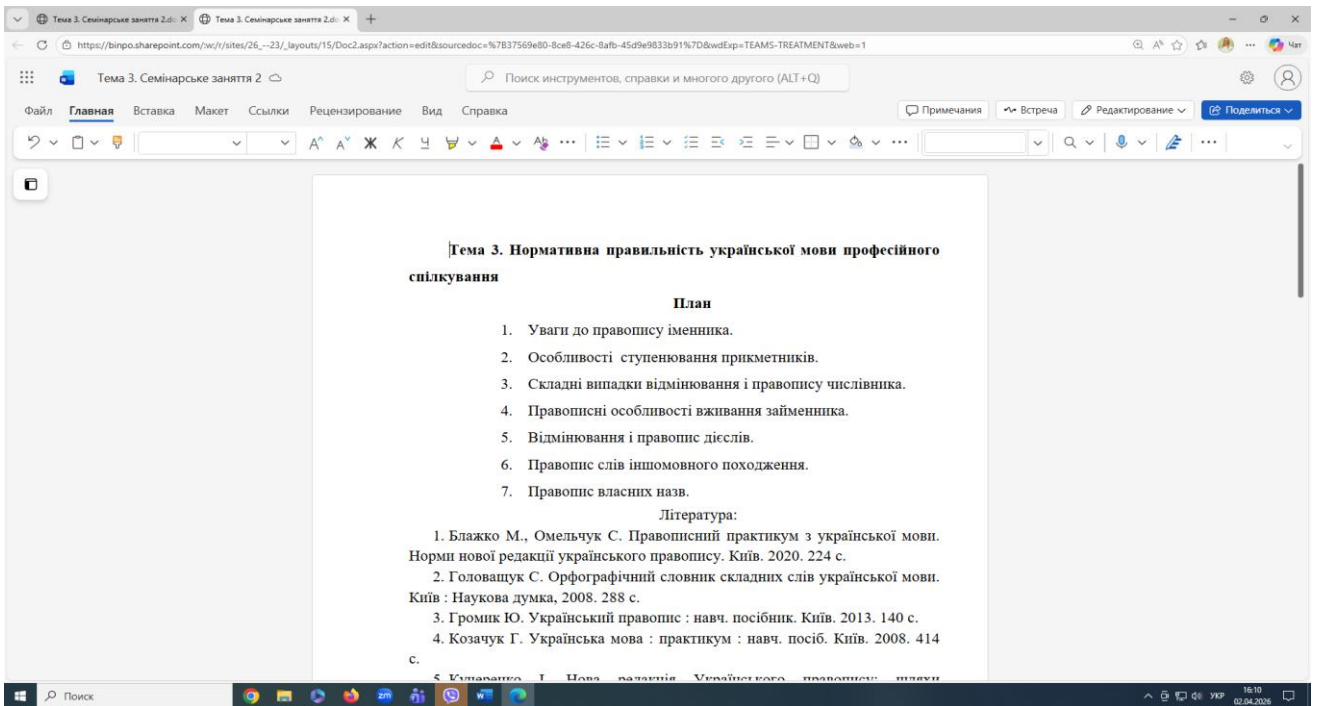 Тема 3. Семінарське заняття 2.do
Тема 3. Семінарське заняття 2.do
https://binpo.sharepoint.com/:w:/r/sites/26_--23/_layouts/15/Doc2.aspx?action=edit&sourcedoc=%7B37569e80-8ce8-426c-8afb-45d9e9833b91%7D&wdExp=TEAMS-TREATMENT&web=1
Чат
Тема 3. Семінарське заняття 2
Поиск инструментов, справки и многого другого (ALT+Q)
Файл Главная Вставка Макет Ссылки Рецензирование Вид Справка Примечания Встреча Редактирование Поделиться
Ж К Ч
Тема 3. Нормативна правильність української мови професійного
спілкування
План
1. Уваги до правопису іменника.
2. Особливості ступенювання прикметників.
3. Складні випадки відмінювання і правопису числівника.
4. Правописні особливості вживання займенника.
5. Відмінювання і правопис дієслів.
6. Правопис слів іншомовного походження.
7. Правопис власних назв.
Література:
1. Блажко М., Омельчук С. Правописний практикум з української мови.
Норми нової редакції українського правопису. Київ. 2020. 224 с.
2. Головащук С. Орфографічний словник складних слів української мови.
Київ : Наукова думка, 2008. 288 с.
3. Громик Ю. Український правопис : навч. посібник. Київ. 2013. 140 с.
4. Козачук Г. Українська мова : практикум : навч. посіб. Київ. 2008. 414
с.
5. І. Нова редакція Українського правопису: шляхи
Поиск
УКР
16:10
02.04.2026